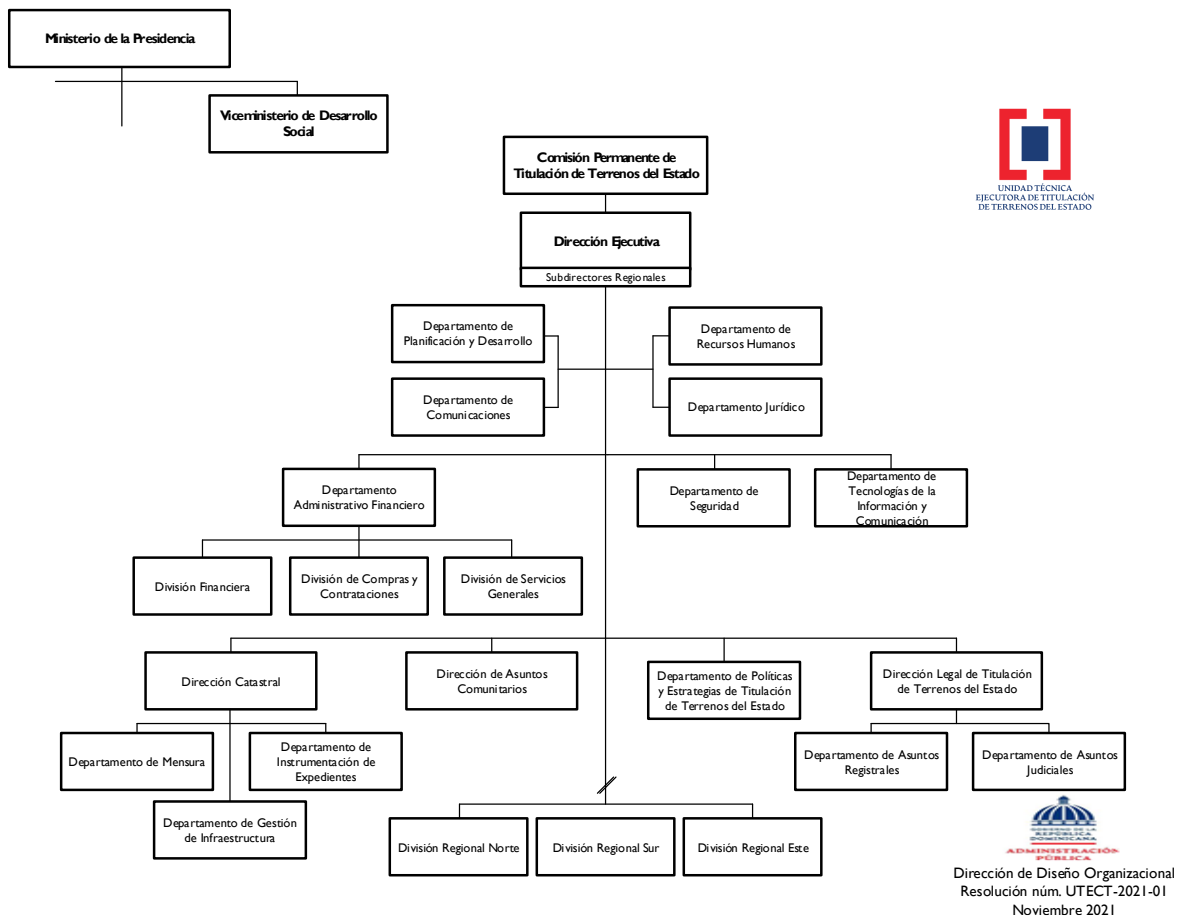 Ministerio de la Presidencia
Viceministerio de Desarrollo
Social
Comisión Permanente de
Titulación de Terrenos del Estado
UNIDAD TÉCNICA
EJECUTORA DE TITULACIÓN
DE TERRENOS DEL ESTADO
Dirección Ejecutiva
Subdirectores Regionales
Departamento de
Planificación y Desarrollo
Departamento de
Recursos Humanos
Departamento de
Comunicaciones
Departamento Jurídico
Departamento
Administrativo Financiero
Departamento de
Seguridad
Departamento de
Tecnologías de la
Información y
Comunicación
División Financiera
División de Compras y
Contrataciones
División de Servicios
Generales
Dirección Catastral
Dirección de Asuntos
Comunitarios
Departamento de Políticas
y Estrategias de Titulación
de Terrenos del Estado
Dirección Legal de Titulación
de Terrenos del Estado
Departamento de Mensura
Departamento de
Instrumentación de
Expedientes
Departamento de Asuntos
Registrales
Departamento de Asuntos
Judiciales
Departamento de Gestión
de Infraestructura
División Regional Norte
División Regional Sur
División Regional Este
GOBIERNO DE LA
REPÚBLICA
DOMINICANA
ADMINISTRACIÓN
PÚBLICA
Dirección de Diseño Organizacional
Resolución núm. UTECT-2021-01
Noviembre 2021